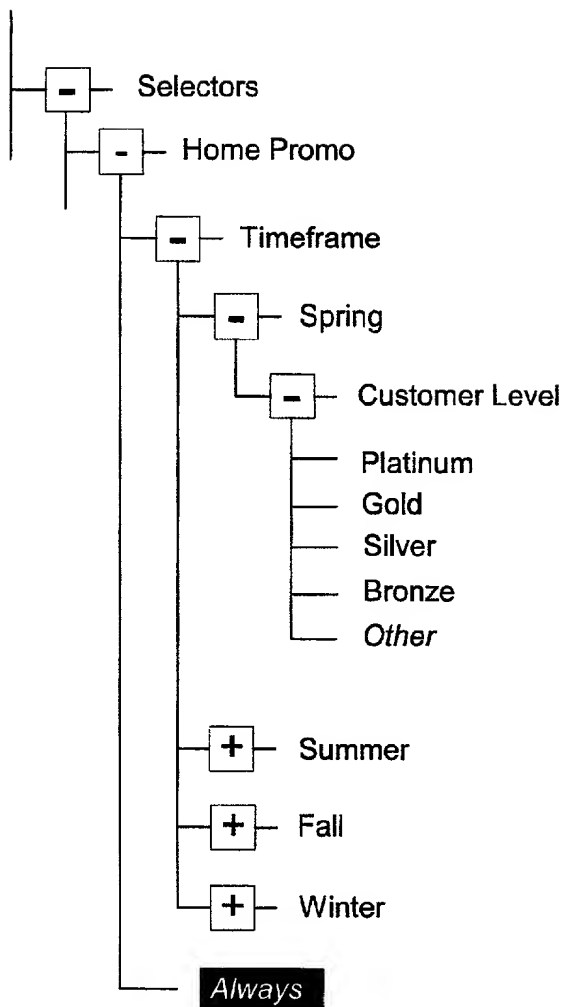 - Selectors
- Home Promo
- Timeframe
- Spring
- Customer Level
Platinum
Gold
Silver
Bronze
Other
+ Summer
+ Fall
+ Winter
Always